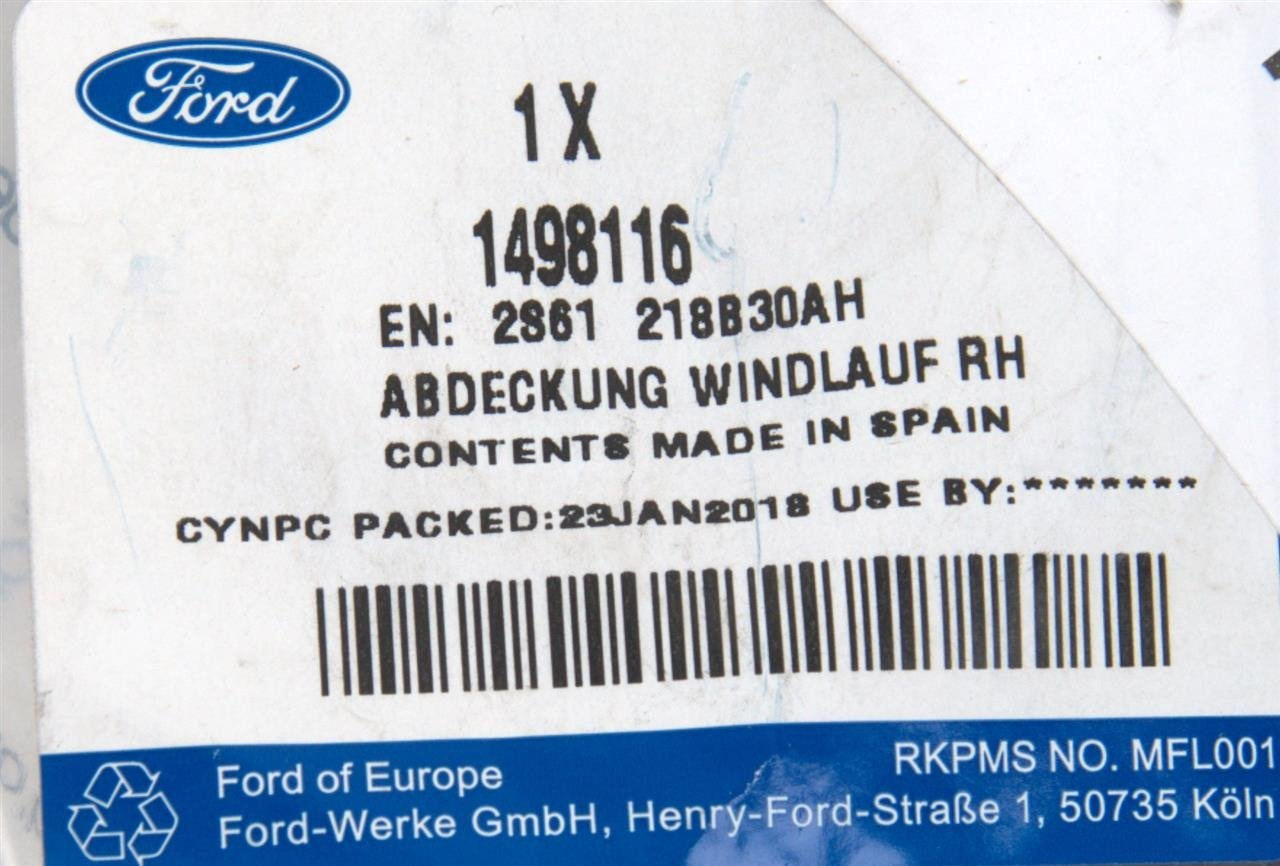 Ford
1 X
1498116
EN: 2S61 218B30AH
ABDECKUNG WINDLAUF RH
CONTENTS MADE IN SPAIN
CYNPC PACKED:23JAN2018 USE BY:*******
RKPMS NO. MFL001
Ford of Europe
Ford-Werke GmbH, Henry-Ford-Straße 1, 50735 Köln